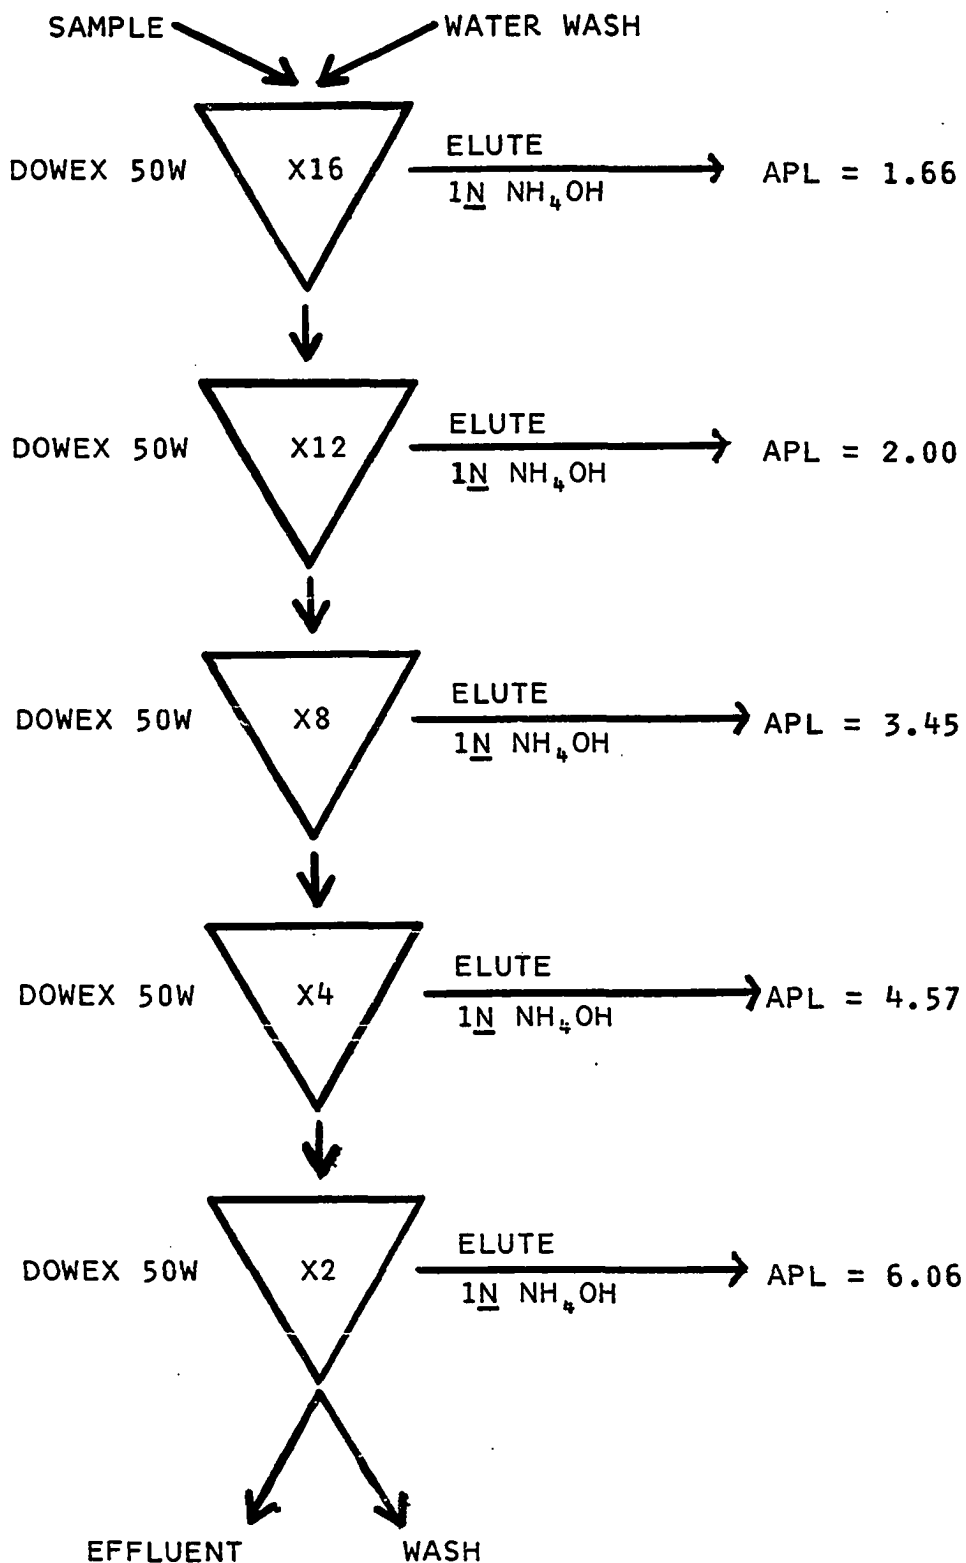 SAMPLE
WATER WASH
DOWEX 50W
X16
ELUTE
1N NH₄OH
APL = 1.66
DOWEX 50W
X12
ELUTE
1N NH₄OH
APL = 2.00
DOWEX 50W
X8
ELUTE
1N NH₄OH
APL = 3.45
DOWEX 50W
X4
ELUTE
1N NH₄OH
APL = 4.57
DOWEX 50W
X2
ELUTE
1N NH₄OH
APL = 6.06
EFFLUENT
WASH